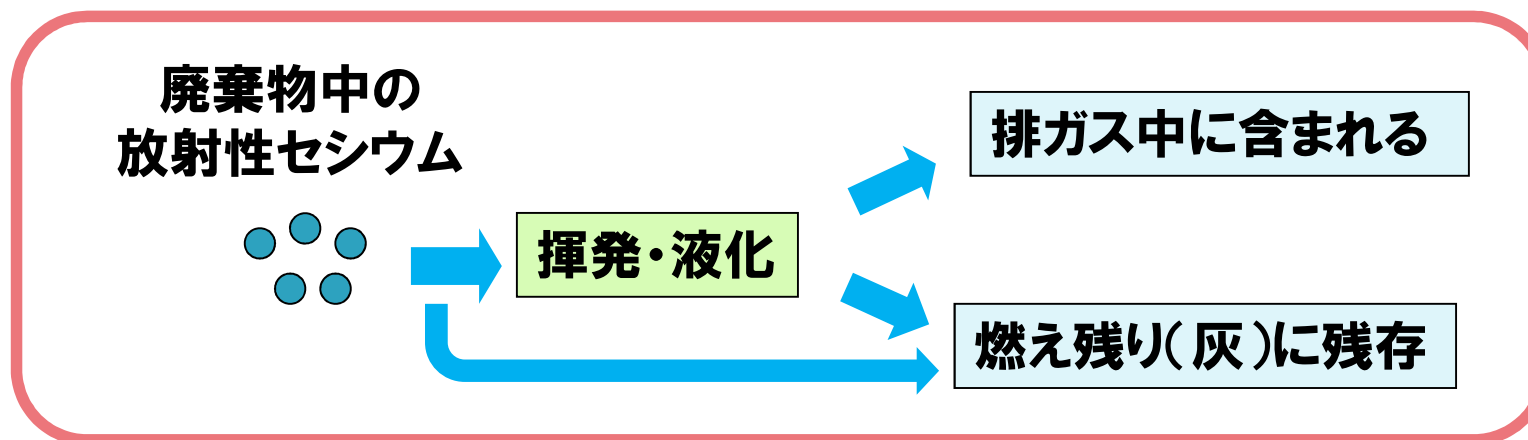 廃棄物中の
放射性セシウム
揮発・液化
排ガス中に含まれる
燃え残り(灰)に残存